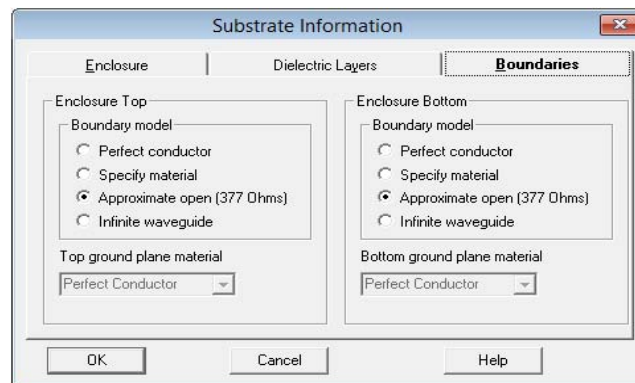 Substrate Information
Enclosure
Dielectric Layers
Boundaries
Enclosure Top
Boundary model
Perfect conductor
Specify material
Approximate open (377 Ohms)
Infinite waveguide
Top ground plane material
Perfect Conductor
Enclosure Bottom
Boundary model
Perfect conductor
Specify material
Approximate open (377 Ohms)
Infinite waveguide
Bottom ground plane material
Perfect Conductor
OK
Cancel
Help